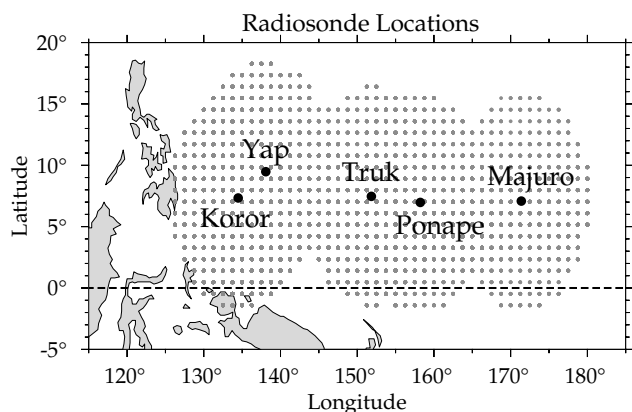 Radiosonde Locations
20°
15°
10°
5°
0°
-5°
Latitude
Yap
Truk
Majuro
Koror
Ponape
120°
130°
140°
150°
160°
170°
180°
Longitude